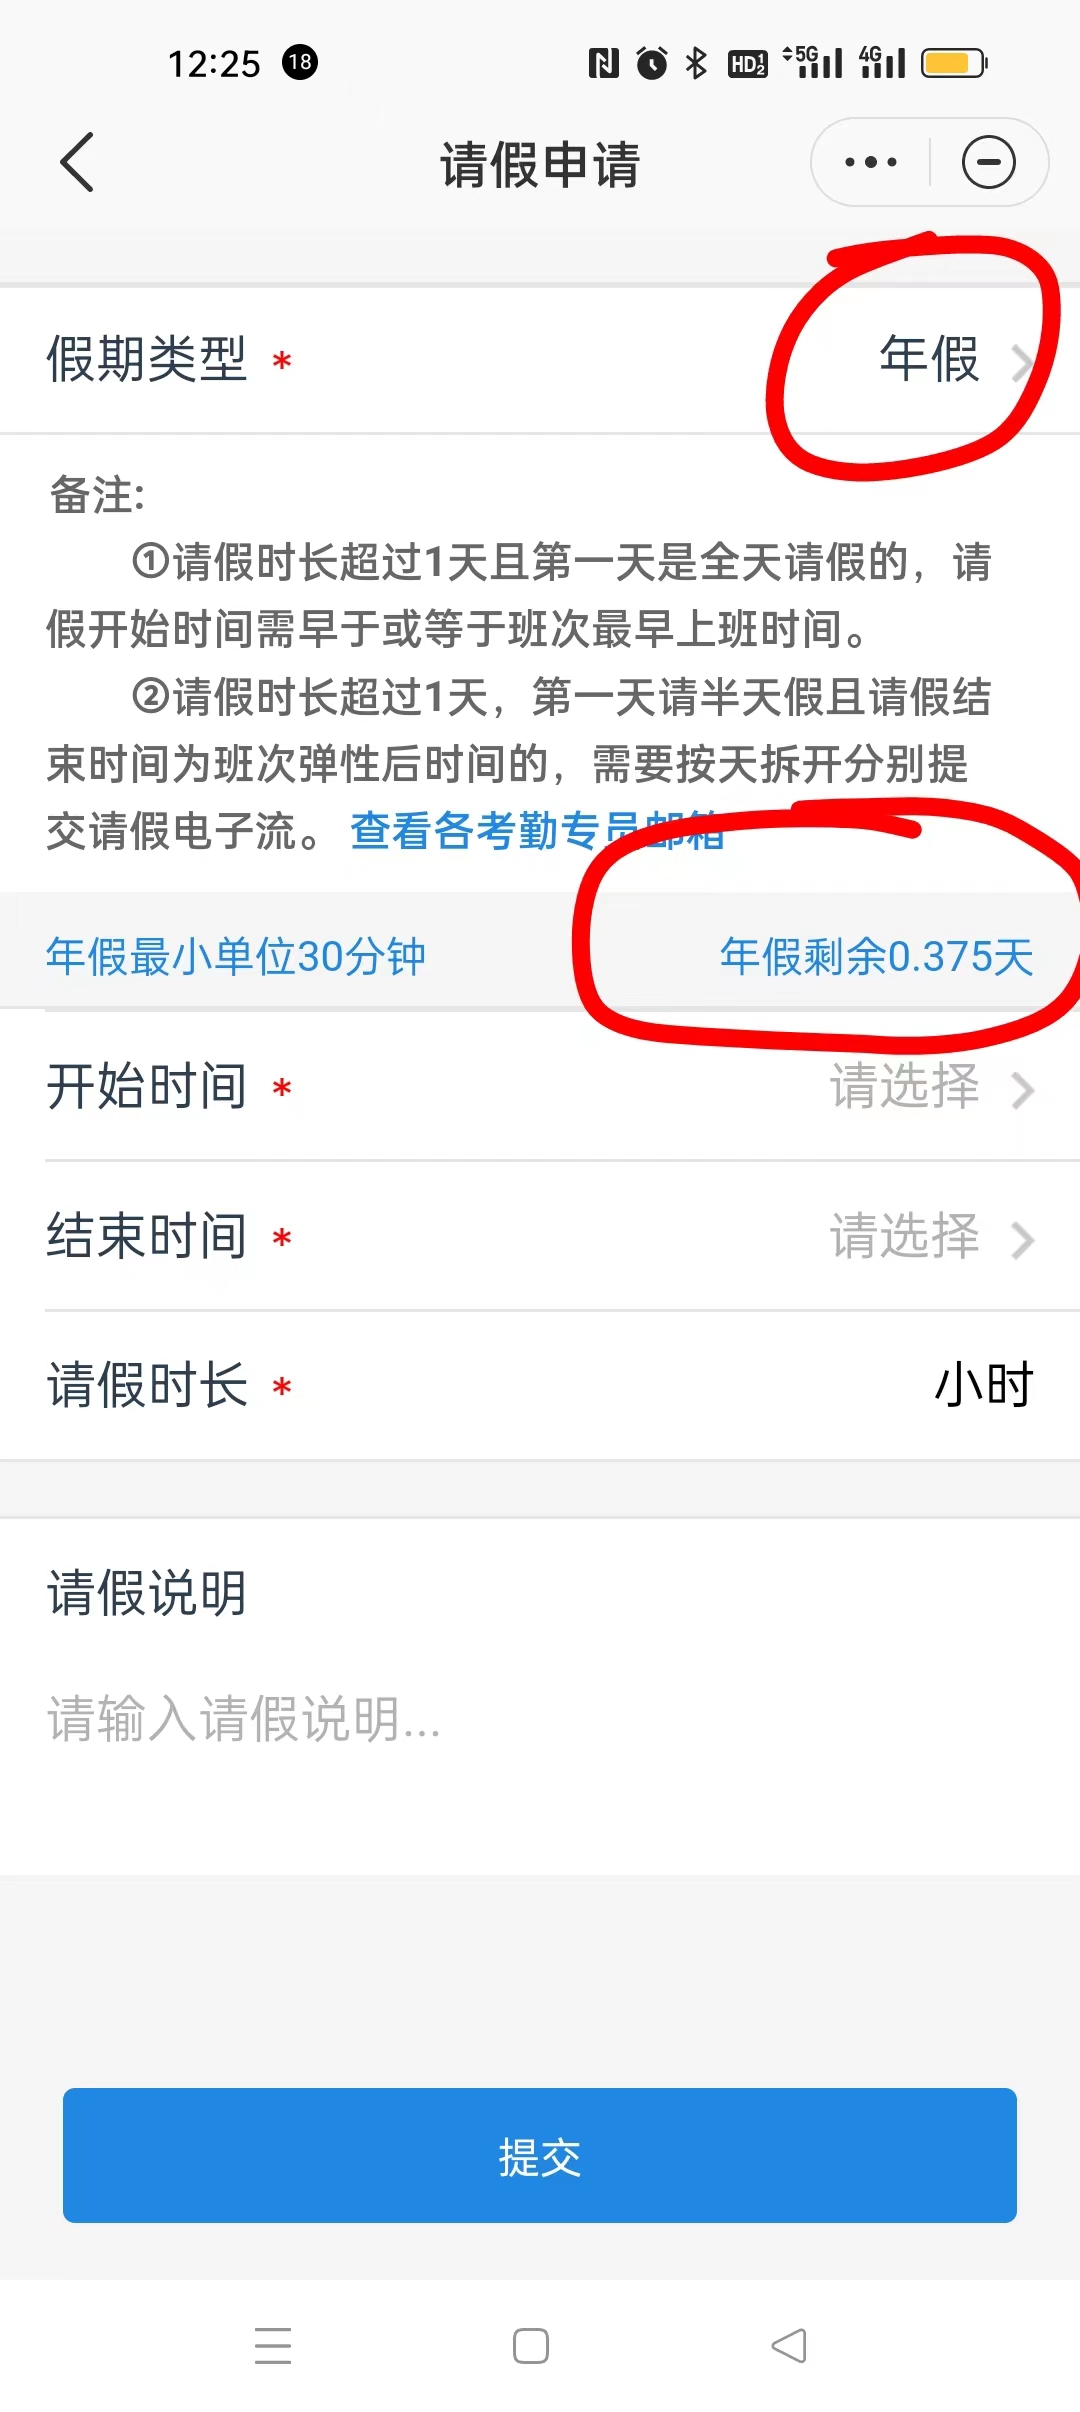 12:25 18 HD 1 2 5G 4G
请假申请
假期类型 * 年假
备注:
①请假时长超过1天且第一天是全天请假的，请
假开始时间需早于或等于班次最早上班时间。
②请假时长超过1天，第一天请半天假且请假结
束时间为班次弹性后时间的，需要按天拆开分别提
交请假电子流。 查看各考勤专员邮箱
年假最小单位30分钟 年假剩余0.375天
开始时间 * 请选择
结束时间 * 请选择
请假时长 * 小时
请假说明
请输入请假说明...
提交